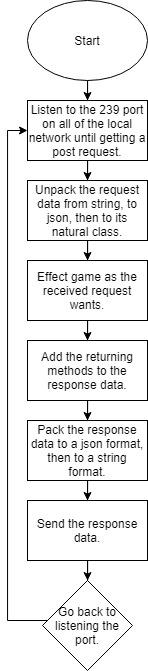 Start
Listen to the 239 port
on all of the local
network until getting a
post request.
Unpack the request
data from string, to
json, then to its
natural class.
Effect game as the
received request
wants.
Add the returning
methods to the
response data.
Pack the response
data to a json format,
then to a string
format.
Send the response
data.
Go back to
listening the
port.